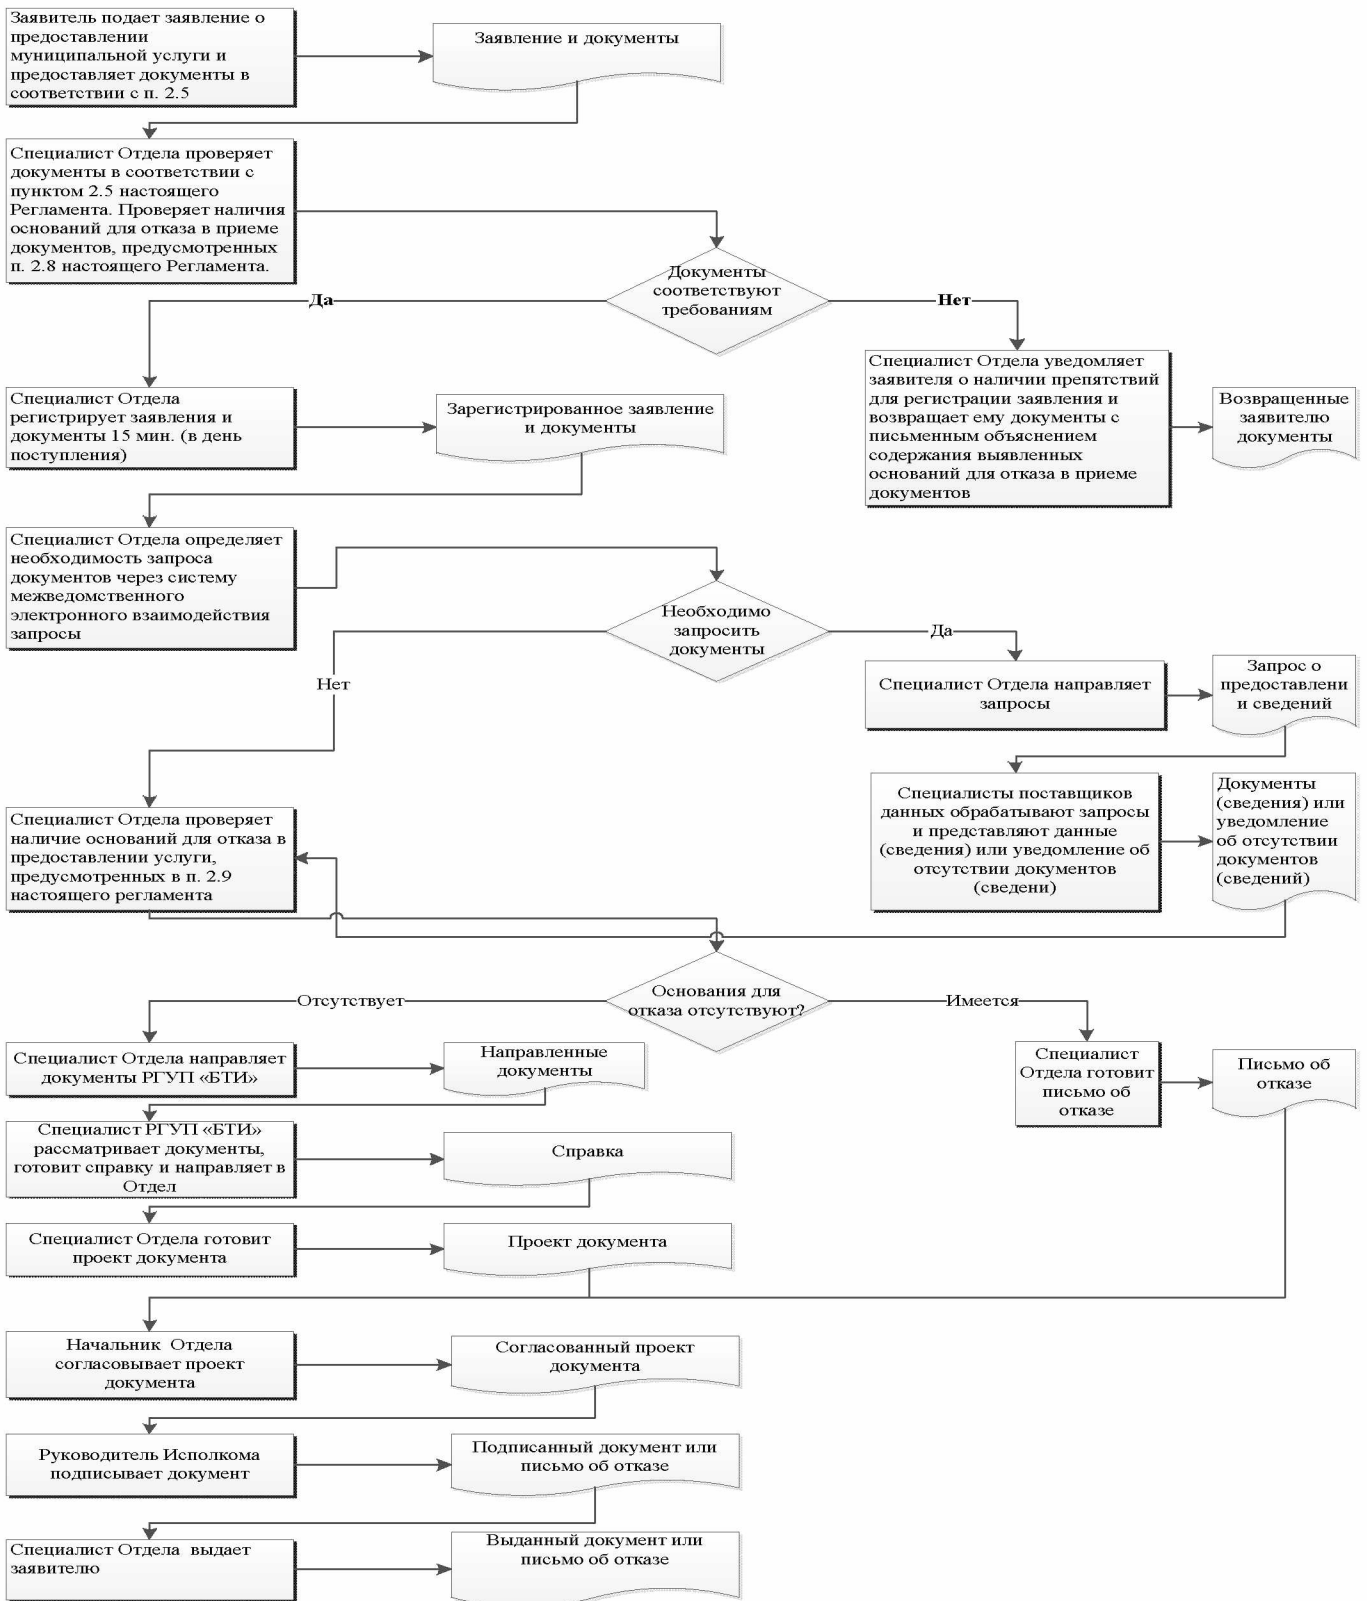 Заявитель подает заявление о
предоставлении
муниципальной услуги и
предоставляет документы в
соответствии с п. 2.5
Заявление и документы
Специалист Отдела проверяет
документы в соответствии с
пунктом 2.5 настоящего
Регламента. Проверяет наличия
оснований для отказа в приеме
документов, предусмотренных
п. 2.8 настоящего Регламента.
Документы
соответствуют
требованиям
Да
Нет
Специалист Отдела
регистрирует заявления и
документы 15 мин. (в день
поступления)
Зарегистрированное заявление
и документы
Специалист Отдела уведомляет
заявителя о наличии препятствий
для регистрации заявления и
возвращает ему документы с
письменным объяснением
содержания выявленных
оснований для отказа в приеме
документов
Возвращенные
заявителю
документы
Специалист Отдела определяет
необходимость запроса
документов через систему
межведомственного
электронного взаимодействия
запросы
Необходимо
запросить
документы
Да
Нет
Специалист Отдела направляет
запросы
Запрос о
предоставлени
и сведений
Специалисты поставщиков
данных обрабатывают запросы
и представляют данные
(сведения) или уведомление об
отсутствии документов
(сведени)
Документы
(сведения) или
уведомление
об отсутствии
документов
(сведений)
Специалист Отдела проверяет
наличие оснований для отказа в
предоставлении услуги,
предусмотренных в п. 2.9
настоящего регламента
Основания для
отказа отсутствуют?
Отсутствует
Имеется
Специалист Отдела направляет
документы РГУП «БТИ»
Направленные
документы
Специалист
Отдела готовит
письмо об
отказе
Письмо об
отказе
Специалист РГУП «БТИ»
рассматривает документы,
готовит справку и направляет в
Отдел
Справка
Специалист Отдела готовит
проект документа
Проект документа
Начальник  Отдела
согласовывает проект
документа
Согласованный проект
документа
Руководитель Исполкома
подписывает документ
Подписанный документ или
письмо об отказе
Специалист Отдела  выдает
заявителю
Выданный документ или
письмо об отказе